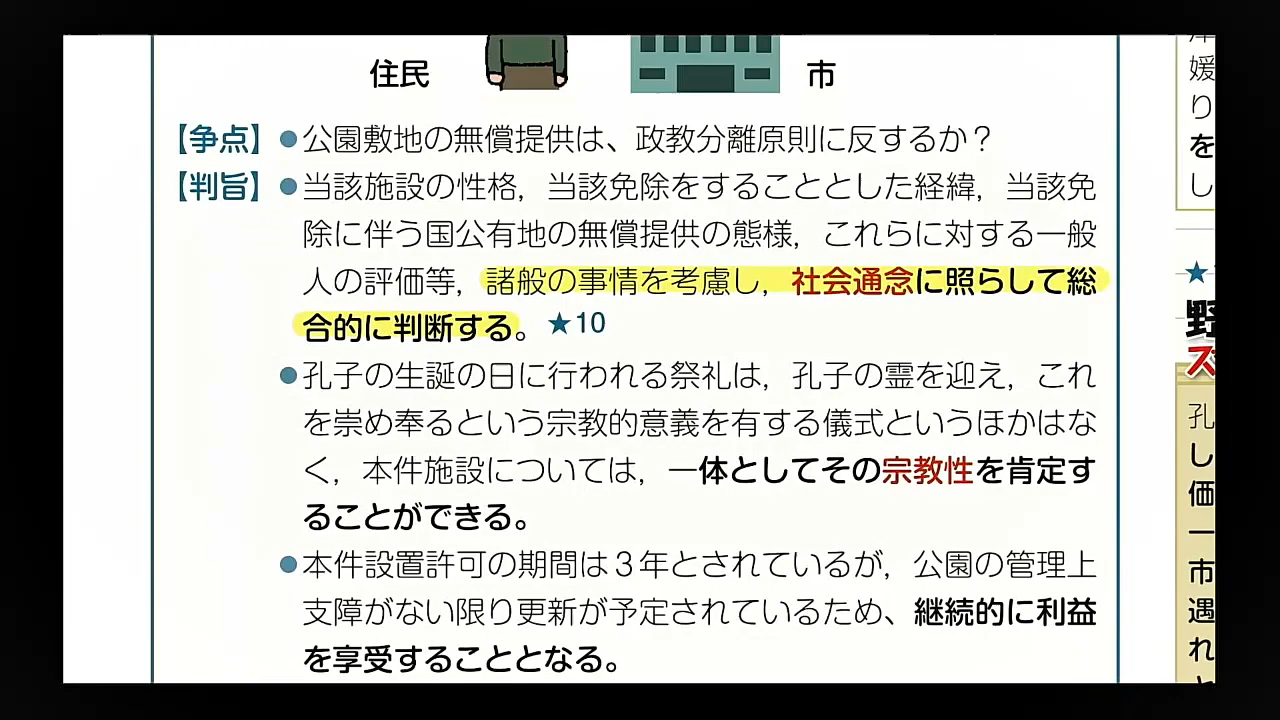 住民
市
【争点】●公園敷地の無償提供は、政教分離原則に反するか？
【判旨】●当該施設の性格，当該免除をすることとした経緯，当該免
除に伴う国公有地の無償提供の態様，これらに対する一般
人の評価等，諸般の事情を考慮し，社会通念に照らして総
合的に判断する。★10
●孔子の生誕の日に行われる祭礼は，孔子の霊を迎え，これ
を崇め奉るという宗教的意義を有する儀式というほかはな
く，本件施設については，一体としてその宗教性を肯定す
ることができる。
●本件設置許可の期間は３年とされているが，公園の管理上
支障がない限り更新が予定されているため、継続的に利益
を享受することとなる。
媛
り
を
し
★
野
ス
孔
し
価
一
市
遇
れ